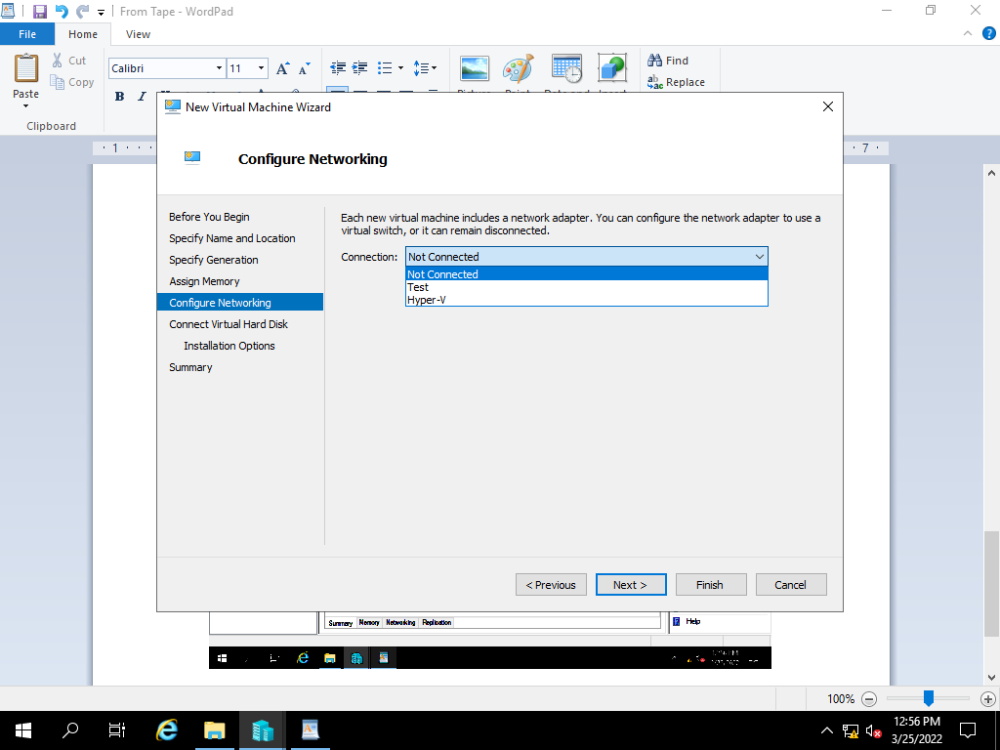 From Tape - WordPad
File
Home
View
Paste
Cut
Copy
Clipboard
Calibri
11
B
I
Find
Replace
1
7
New Virtual Machine Wizard
Configure Networking
Before You Begin
Specify Name and Location
Specify Generation
Assign Memory
Configure Networking
Connect Virtual Hard Disk
Installation Options
Summary
Each new virtual machine includes a network adapter. You can configure the network adapter to use a
virtual switch, or it can remain disconnected.
Connection:
Not Connected
Not Connected
Test
Hyper-V
< Previous
Next >
Finish
Cancel
Summary Memory Networking Replication
Help
100%
12:56 PM
3/25/2022